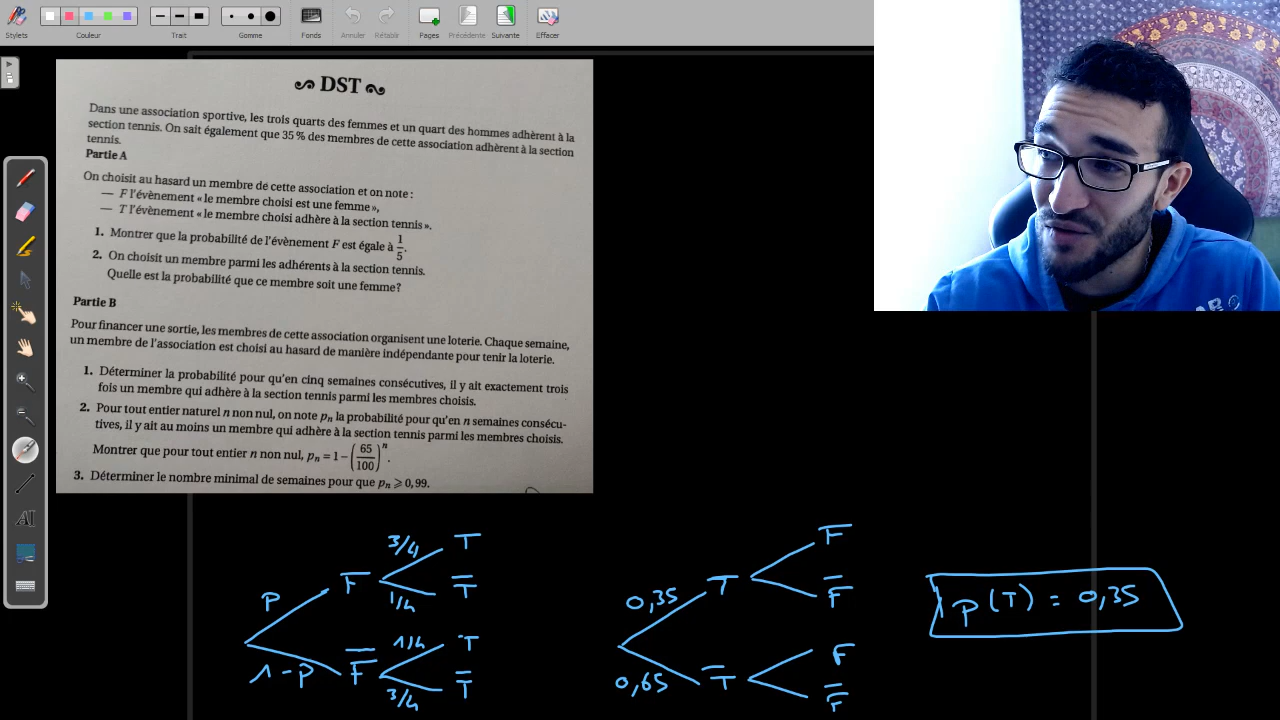 Stylets
Couleur
Trait
Gomme
Fonds
Annuler
Rétablir
Pages
Précédente
Suivante
Effacer
DST
Dans une association sportive, les trois quarts des femmes et un quart des hommes adhèrent à la
section tennis. On sait également que 35 % des membres de cette association adhèrent à la section
tennis.
Partie A
On choisit au hasard un membre de cette association et on note :
— F l'évènement « le membre choisi est une femme »,
— T l'évènement « le membre choisi adhère à la section tennis ».
1. Montrer que la probabilité de l'évènement F est égale à 1/5.
2. On choisit un membre parmi les adhérents à la section tennis.
Quelle est la probabilité que ce membre soit une femme ?
Partie B
Pour financer une sortie, les membres de cette association organisent une loterie. Chaque semaine,
un membre de l'association est choisi au hasard de manière indépendante pour tenir la loterie.
1. Déterminer la probabilité pour qu'en cinq semaines consécutives, il y ait exactement trois
fois un membre qui adhère à la section tennis parmi les membres choisis.
2. Pour tout entier naturel n non nul, on note pₙ la probabilité pour qu'en n semaines consécu-
tives, il y ait au moins un membre qui adhère à la section tennis parmi les membres choisis.
Montrer que pour tout entier n non nul, pₙ = 1 − (65/100)ⁿ.
3. Déterminer le nombre minimal de semaines pour que pₙ ⩾ 0,99.
P
F
3/4
T
1/4
T̅
1-P
F̅
1/4
T
3/4
T̅
0,35
T
F
F̅
0,65
T̅
F
F̅
p(T) = 0,35
AI